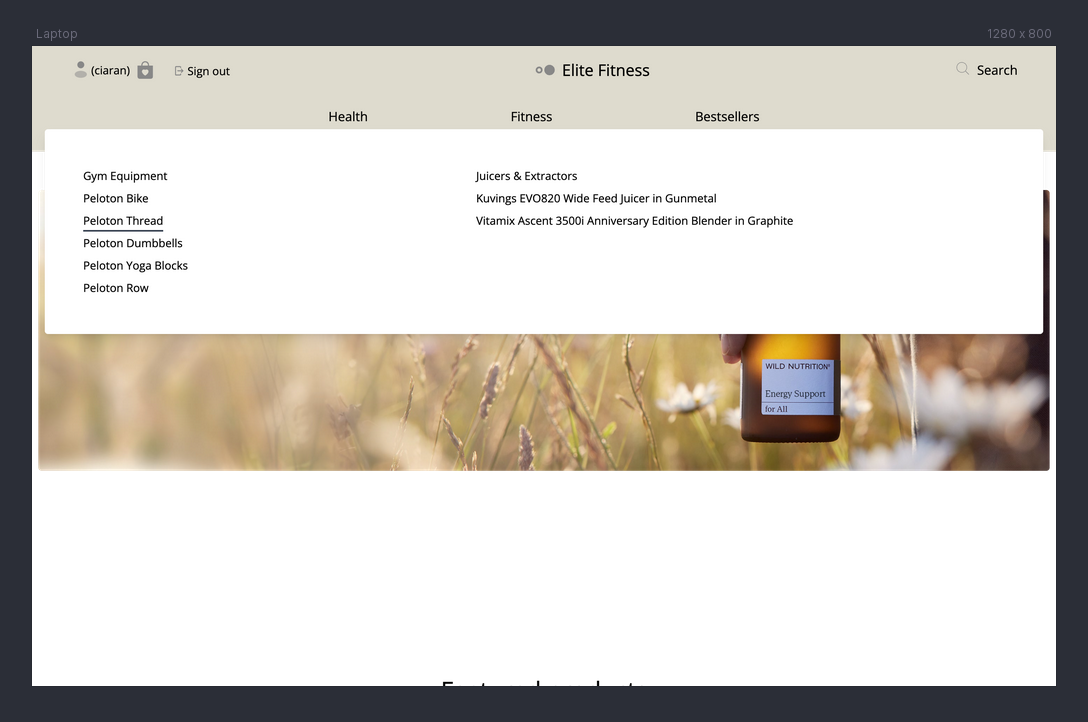 Laptop
1280 x 800
(ciaran)
Sign out
Elite Fitness
Search
Health
Fitness
Bestsellers
Gym Equipment
Peloton Bike
Peloton Thread
Peloton Dumbbells
Peloton Yoga Blocks
Peloton Row
Juicers & Extractors
Kuvings EVO820 Wide Feed Juicer in Gunmetal
Vitamix Ascent 3500i Anniversary Edition Blender in Graphite
WILD NUTRITION®
Energy Support
for All